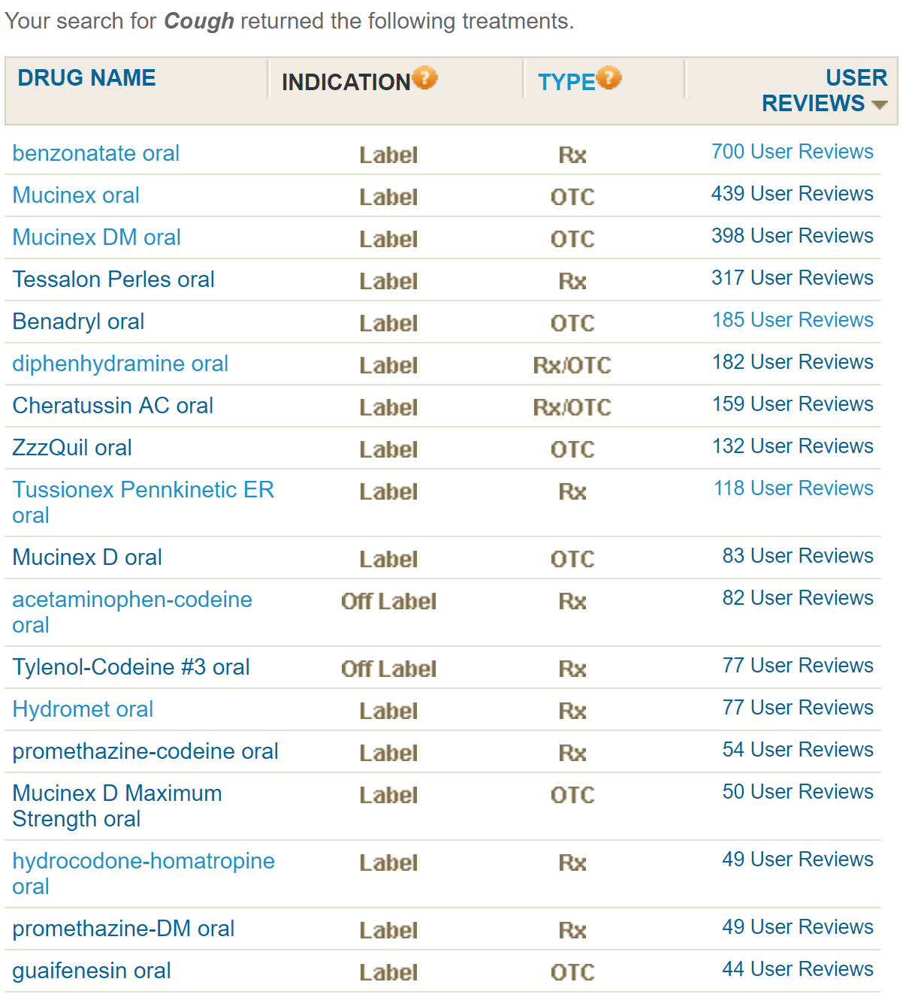 Your search for Cough returned the following treatments.
DRUG NAME INDICATION? TYPE? USER
REVIEWS
benzonatate oral Label Rx 700 User Reviews
Mucinex oral Label OTC 439 User Reviews
Mucinex DM oral Label OTC 398 User Reviews
Tessalon Perles oral Label Rx 317 User Reviews
Benadryl oral Label OTC 185 User Reviews
diphenhydramine oral Label Rx/OTC 182 User Reviews
Cheratussin AC oral Label Rx/OTC 159 User Reviews
ZzzQuil oral Label OTC 132 User Reviews
Tussionex Pennkinetic ER Label Rx 118 User Reviews
oral
Mucinex D oral Label OTC 83 User Reviews
acetaminophen-codeine Off Label Rx 82 User Reviews
oral
Tylenol-Codeine #3 oral Off Label Rx 77 User Reviews
Hydromet oral Label Rx 77 User Reviews
promethazine-codeine oral Label Rx 54 User Reviews
Mucinex D Maximum Label OTC 50 User Reviews
Strength oral
hydrocodone-homatropine Label Rx 49 User Reviews
oral
promethazine-DM oral Label Rx 49 User Reviews
guaifenesin oral Label OTC 44 User Reviews